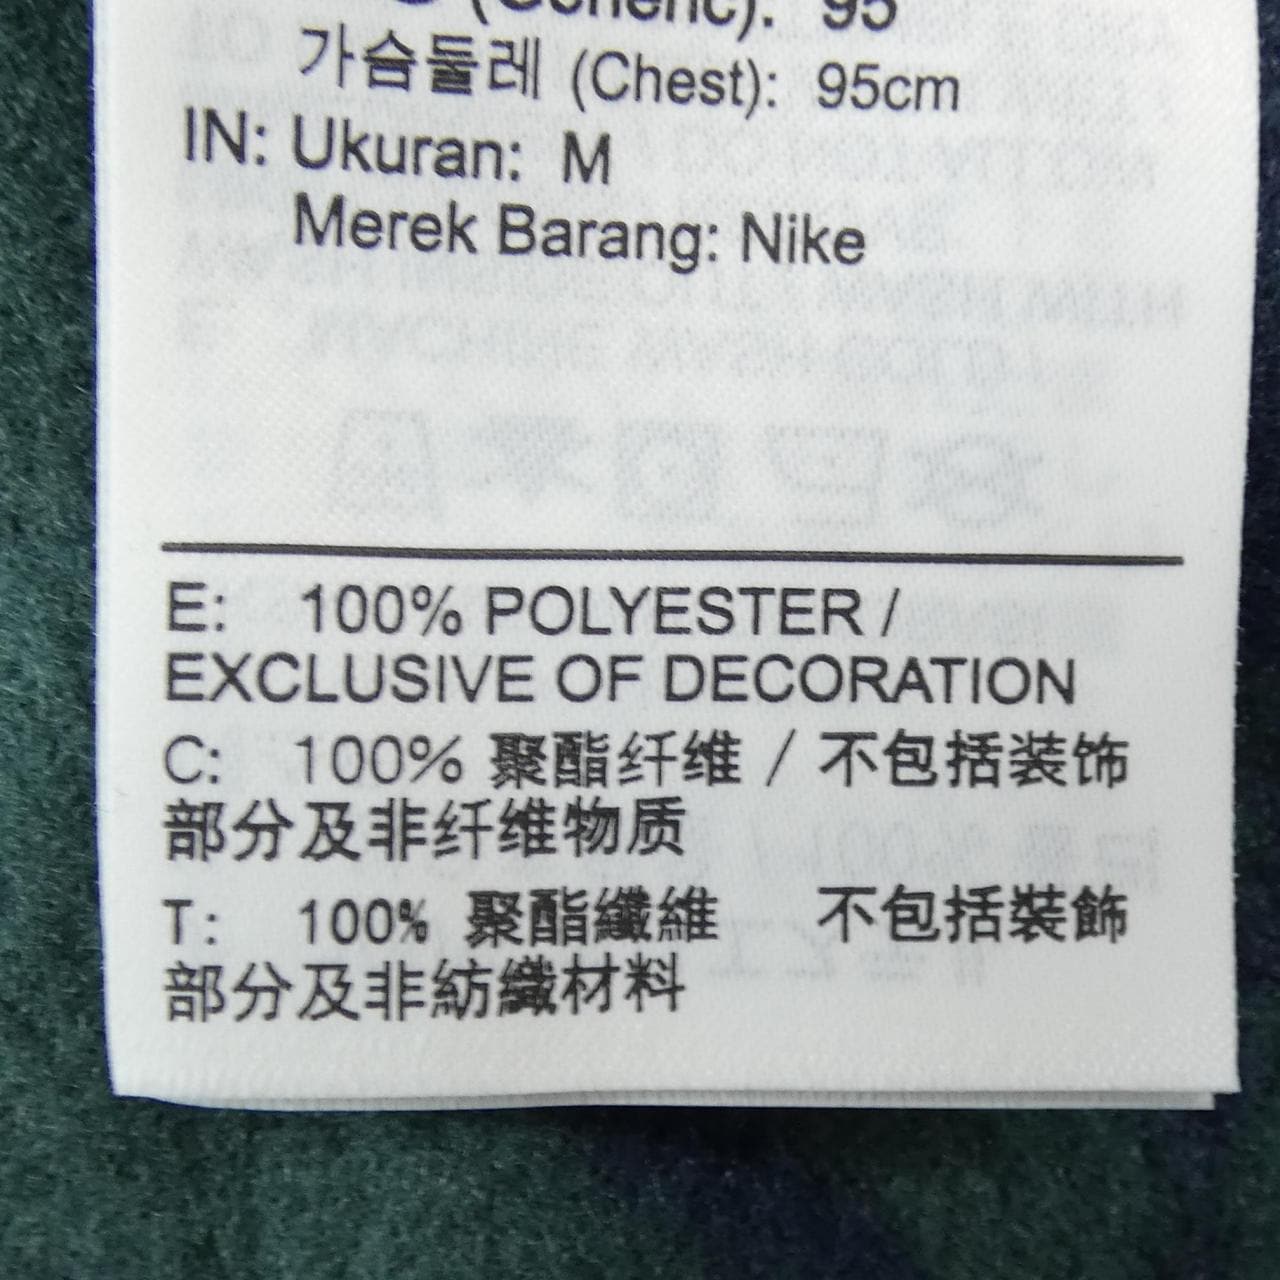 (Generic): 95
가슴둘레 (Chest): 95cm
IN: Ukuran: M
Merek Barang: Nike
E: 100% POLYESTER /
EXCLUSIVE OF DECORATION
C: 100% 聚酯纤维 / 不包括装饰
部分及非纤维物质
T: 100% 聚酯纖維 不包括裝飾
部分及非紡織材料